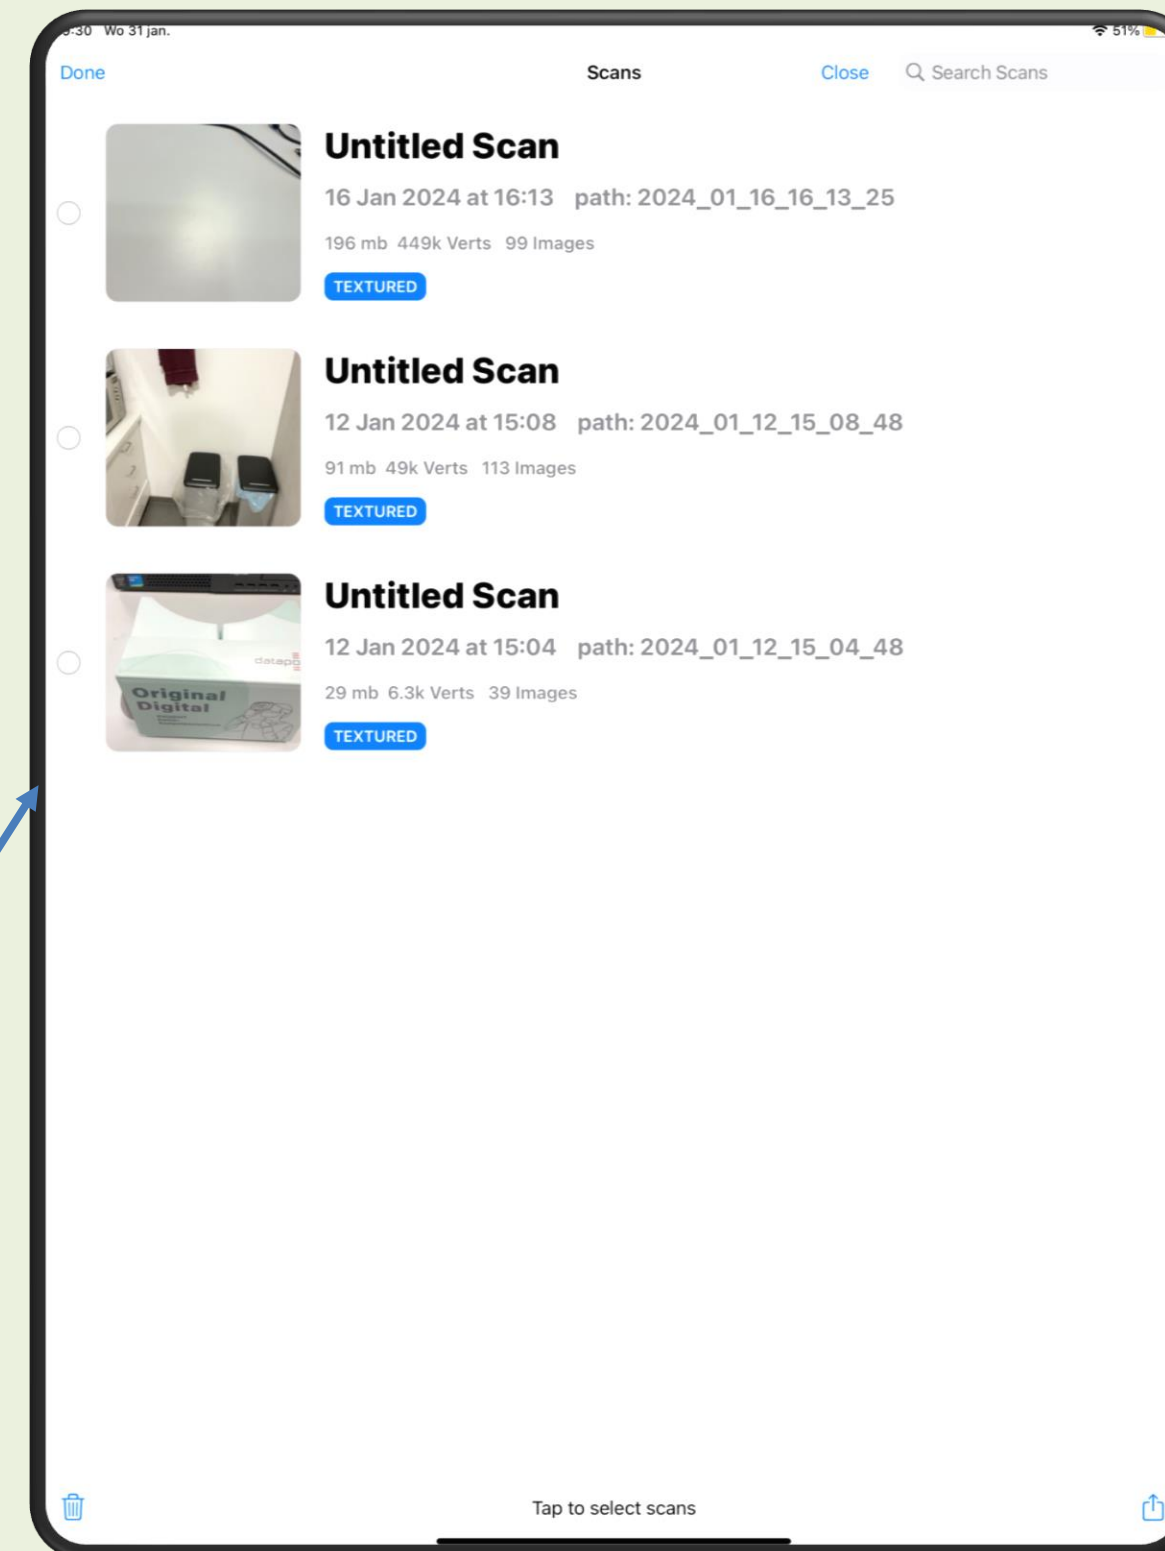 :30 Wo 31 jan. 51%
Done Scans Close Search Scans
Untitled Scan
16 Jan 2024 at 16:13 path: 2024_01_16_16_13_25
196 mb 449k Verts 99 Images
TEXTURED
Untitled Scan
12 Jan 2024 at 15:08 path: 2024_01_12_15_08_48
91 mb 49k Verts 113 Images
TEXTURED
Untitled Scan
12 Jan 2024 at 15:04 path: 2024_01_12_15_04_48
29 mb 6.3k Verts 39 Images
TEXTURED
datapo
Original
Digital
Tap to select scans